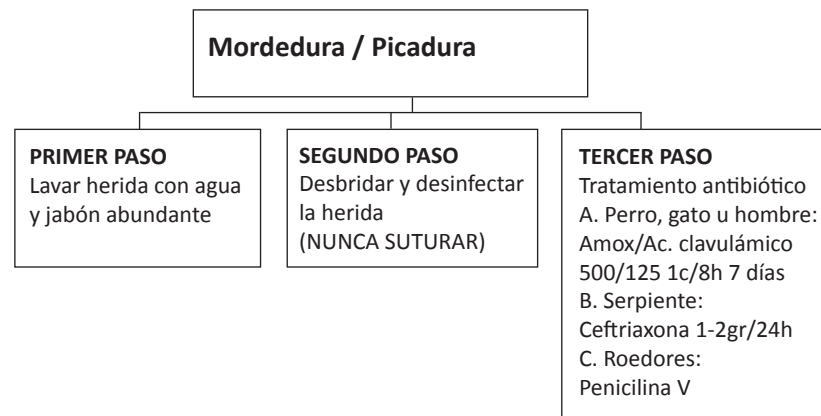 Mordedura / Picadura
PRIMER PASO
Lavar herida con agua
y jabón abundante
SEGUNDO PASO
Desbridar y desinfectar
la herida
(NUNCA SUTURAR)
TERCER PASO
Tratamiento antibiótico
A. Perro, gato u hombre:
Amox/Ac. clavulámico
500/125 1c/8h 7 días
B. Serpiente:
Ceftriaxona 1-2gr/24h
C. Roedores:
Penicilina V